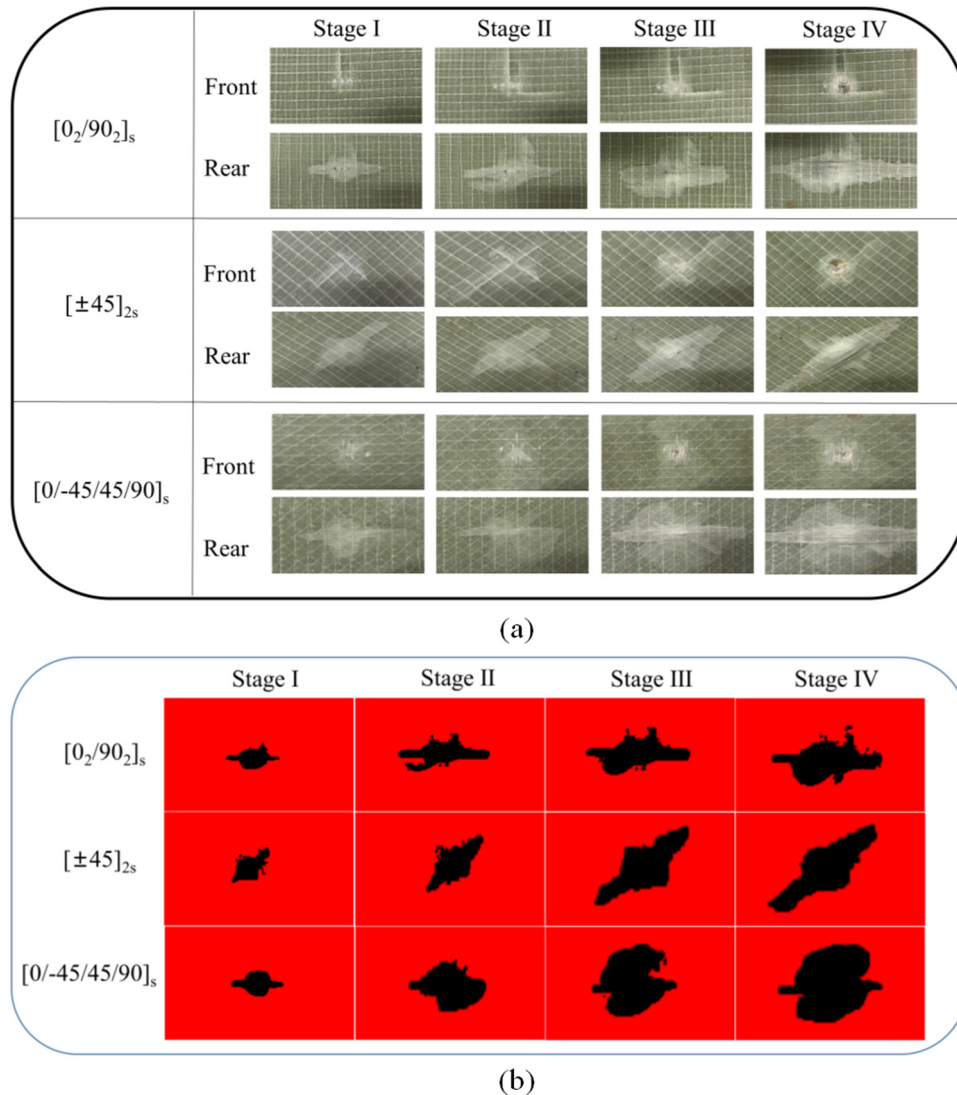 Stage I Stage II Stage III Stage IV
[0₂/90₂]ₛ
Front
Rear
[±45]₂ₛ
Front
Rear
[0/-45/45/90]ₛ
Front
Rear
(a)
Stage I Stage II Stage III Stage IV
[0₂/90₂]ₛ
[±45]₂ₛ
[0/-45/45/90]ₛ
(b)